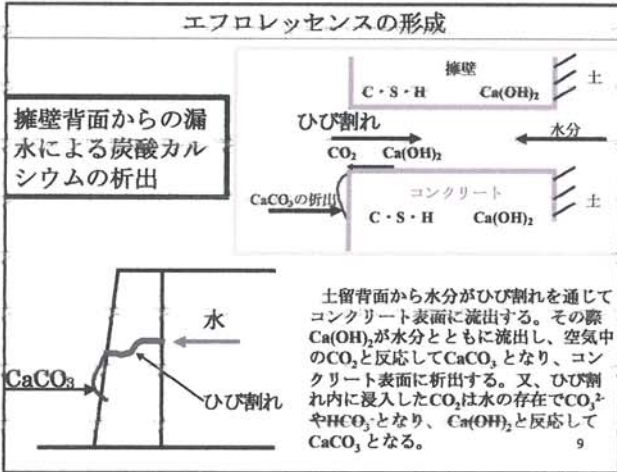 エフロレッセンスの形成
擁壁背面からの漏
水による炭酸カル
シウムの析出
擁壁
C・S・H Ca(OH)₂
土
ひび割れ
水分
CO₂ Ca(OH)₂
CaCO₃の析出
コンクリート
C・S・H Ca(OH)₂
土
水
CaCO₃
ひび割れ
土留背面から水分がひび割れを通じて
コンクリート表面に流出する。その際
Ca(OH)₂が水分とともに流出し、空気中
のCO₂と反応してCaCO₃となり、コン
クリート表面に析出する。又、ひび割
れ内に浸入したCO₂は水の存在でCO₃²⁻
やHCO₃⁻となり、Ca(OH)₂と反応して
CaCO₃となる。
9